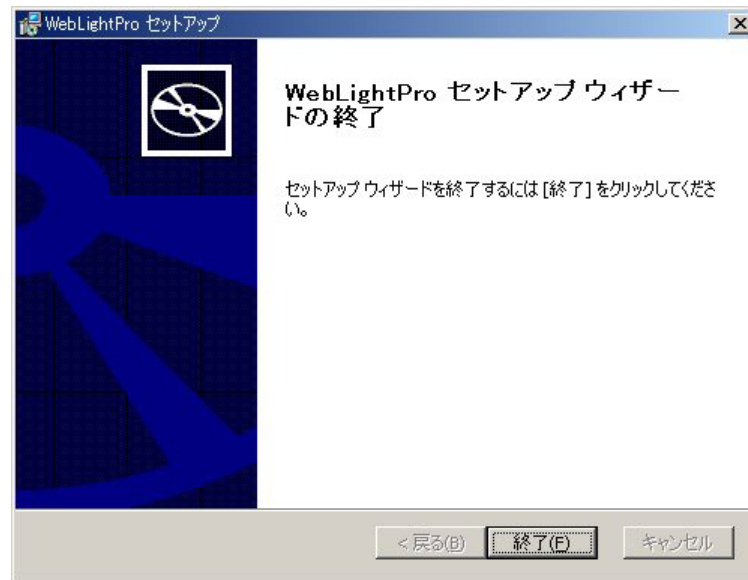 WebLightPro セットアップ
WebLightPro セットアップ ウィザー
ドの終了
セットアップ ウィザードを終了するには [終了] をクリックしてくださ
い。
< 戻る(B)
終了(F)
キャンセル